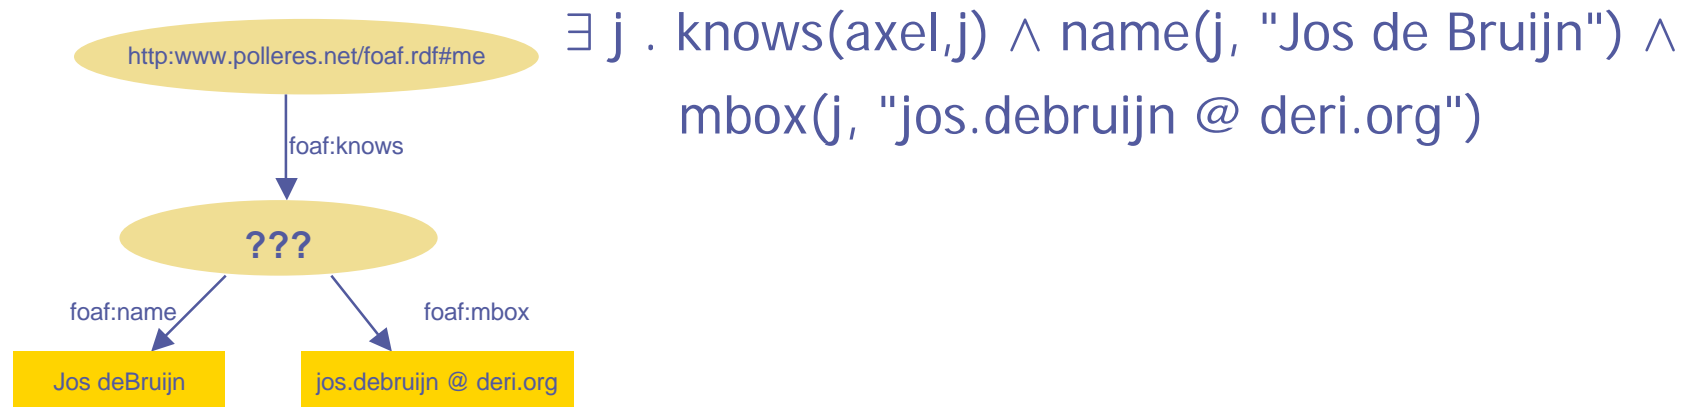 ∃ j . knows(axel,j) ∧ name(j, "Jos de Bruijn") ∧
mbox(j, "jos.debruijn @ deri.org")
http:www.polleres.net/foaf.rdf#me
foaf:knows
???
foaf:name
foaf:mbox
Jos deBruijn
jos.debruijn @ deri.org